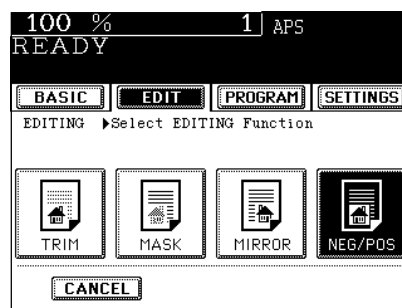 100 % 1 APS
READY
BASIC EDIT PROGRAM SETTINGS
EDITING ▶Select EDITING Function
TRIM MASK MIRROR NEG/POS
CANCEL